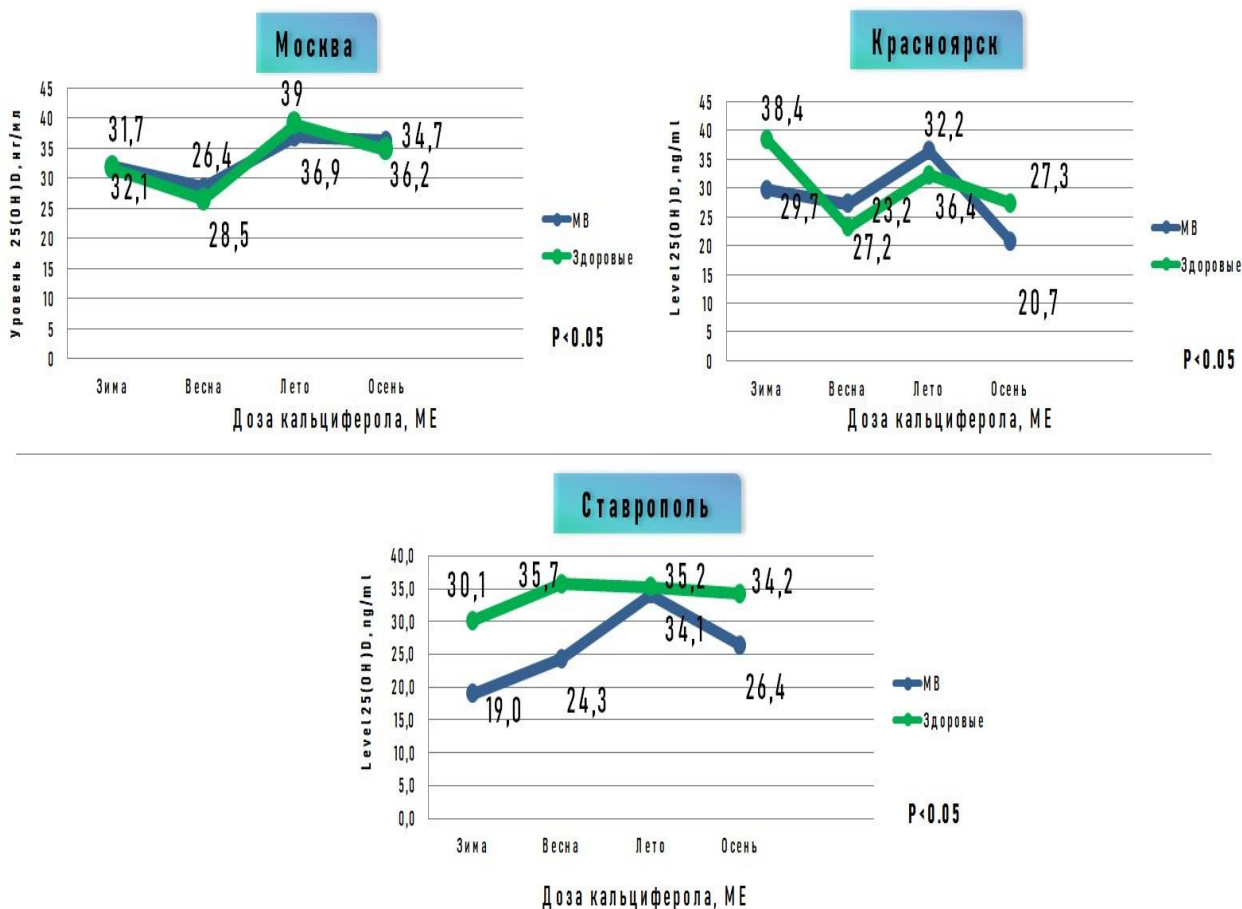 Москва
Уровень 25(OH)D, нг/мл
45
40
35
30
25
20
15
10
5
0
31,7
32,1
26,4
28,5
39
36,9
34,7
36,2
МВ
Здоровые
P<0.05
Зима Весна Лето Осень
Доза кальциферола, МЕ
Красноярск
Level 25(OH)D, ng/ml
45
40
35
30
25
20
15
10
5
0
38,4
29,7
23,2
27,2
32,2
36,4
27,3
20,7
МВ
Здоровые
P<0.05
Зима Весна Лето Осень
Доза кальциферола, МЕ
Ставрополь
Level 25(OH)D, ng/ml
40,0
35,0
30,0
25,0
20,0
15,0
10,0
5,0
0,0
30,1
19,0
35,7
24,3
35,2
34,1
34,2
26,4
МВ
Здоровые
P<0.05
Зима Весна Лето Осень
Доза кальциферола, МЕ